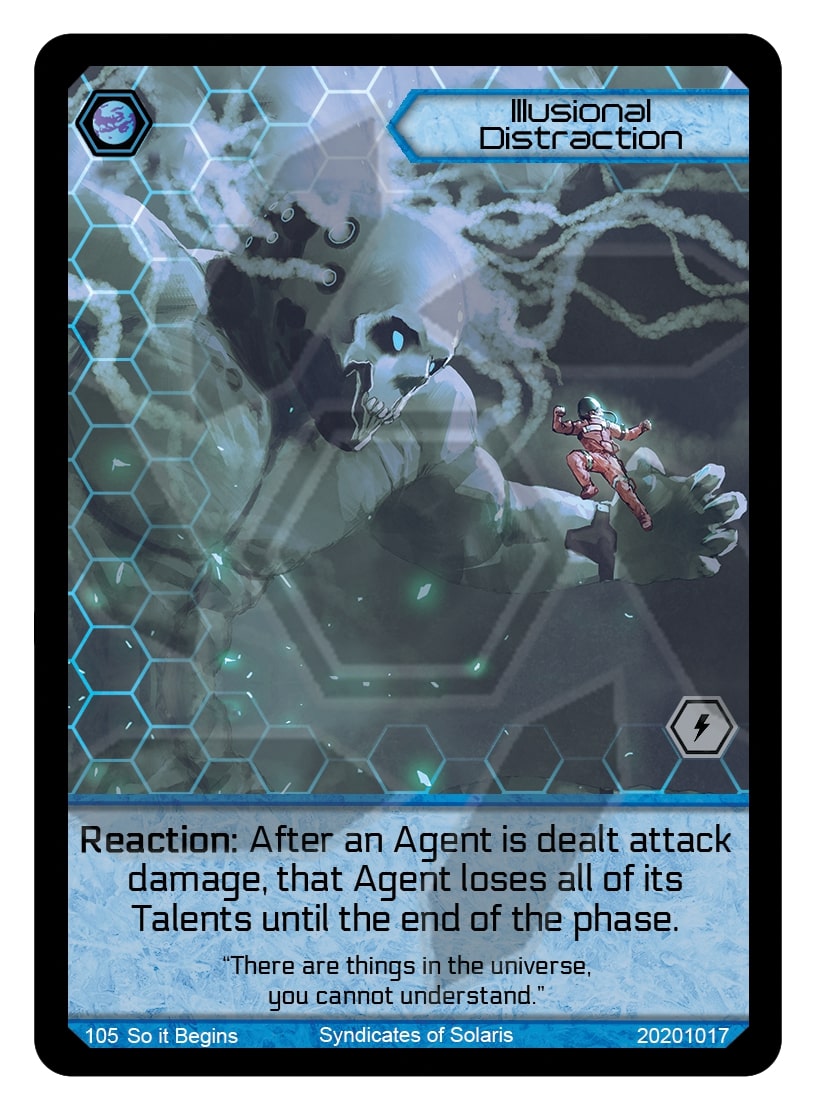 Illusional
Distraction
Reaction: After an Agent is dealt attack
damage, that Agent loses all of its
Talents until the end of the phase.
“There are things in the universe,
you cannot understand.”
105 So it Begins Syndicates of Solaris 20201017